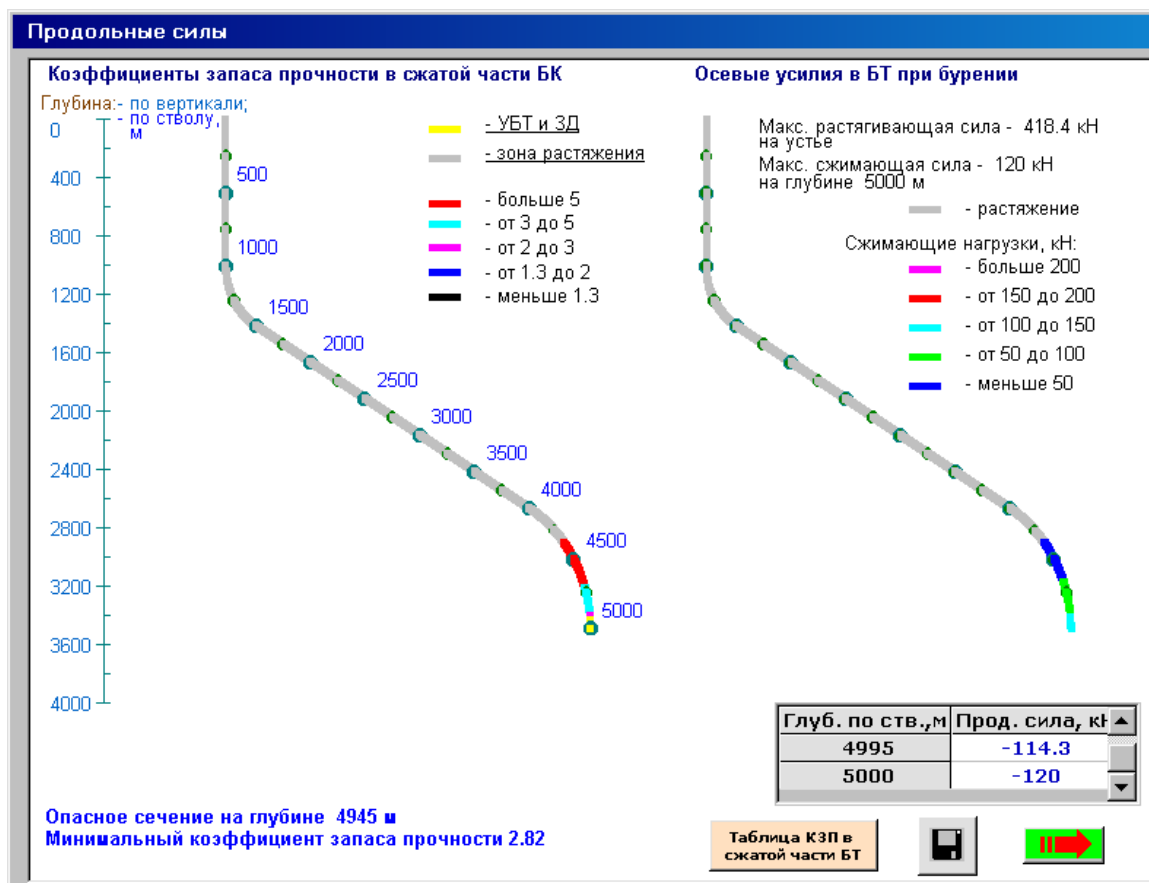 Продольные силы
Коэффициенты запаса прочности в сжатой части БК
Глубина:- по вертикали;
- по стволу,
м
0
400
800
1200
1600
2000
2400
2800
3200
3600
4000
500
1000
1500
2000
2500
3000
3500
4000
4500
5000
- УБТ и ЗД
- зона растяжения
- больше 5
- от 3 до 5
- от 2 до 3
- от 1.3 до 2
- меньше 1.3
Опасное сечение на глубине 4945 м
Минимальный коэффициент запаса прочности 2.82
Осевые усилия в БТ при бурении
Макс. растягивающая сила - 418.4 кН
на устье
Макс. сжимающая сила - 120 кН
на глубине 5000 м
- растяжение
Сжимающие нагрузки, кН:
- больше 200
- от 150 до 200
- от 100 до 150
- от 50 до 100
- меньше 50
Глуб. по ств.,м Прод. сила, кН
4995 -114.3
5000 -120
Таблица КЗП в
сжатой части БТ